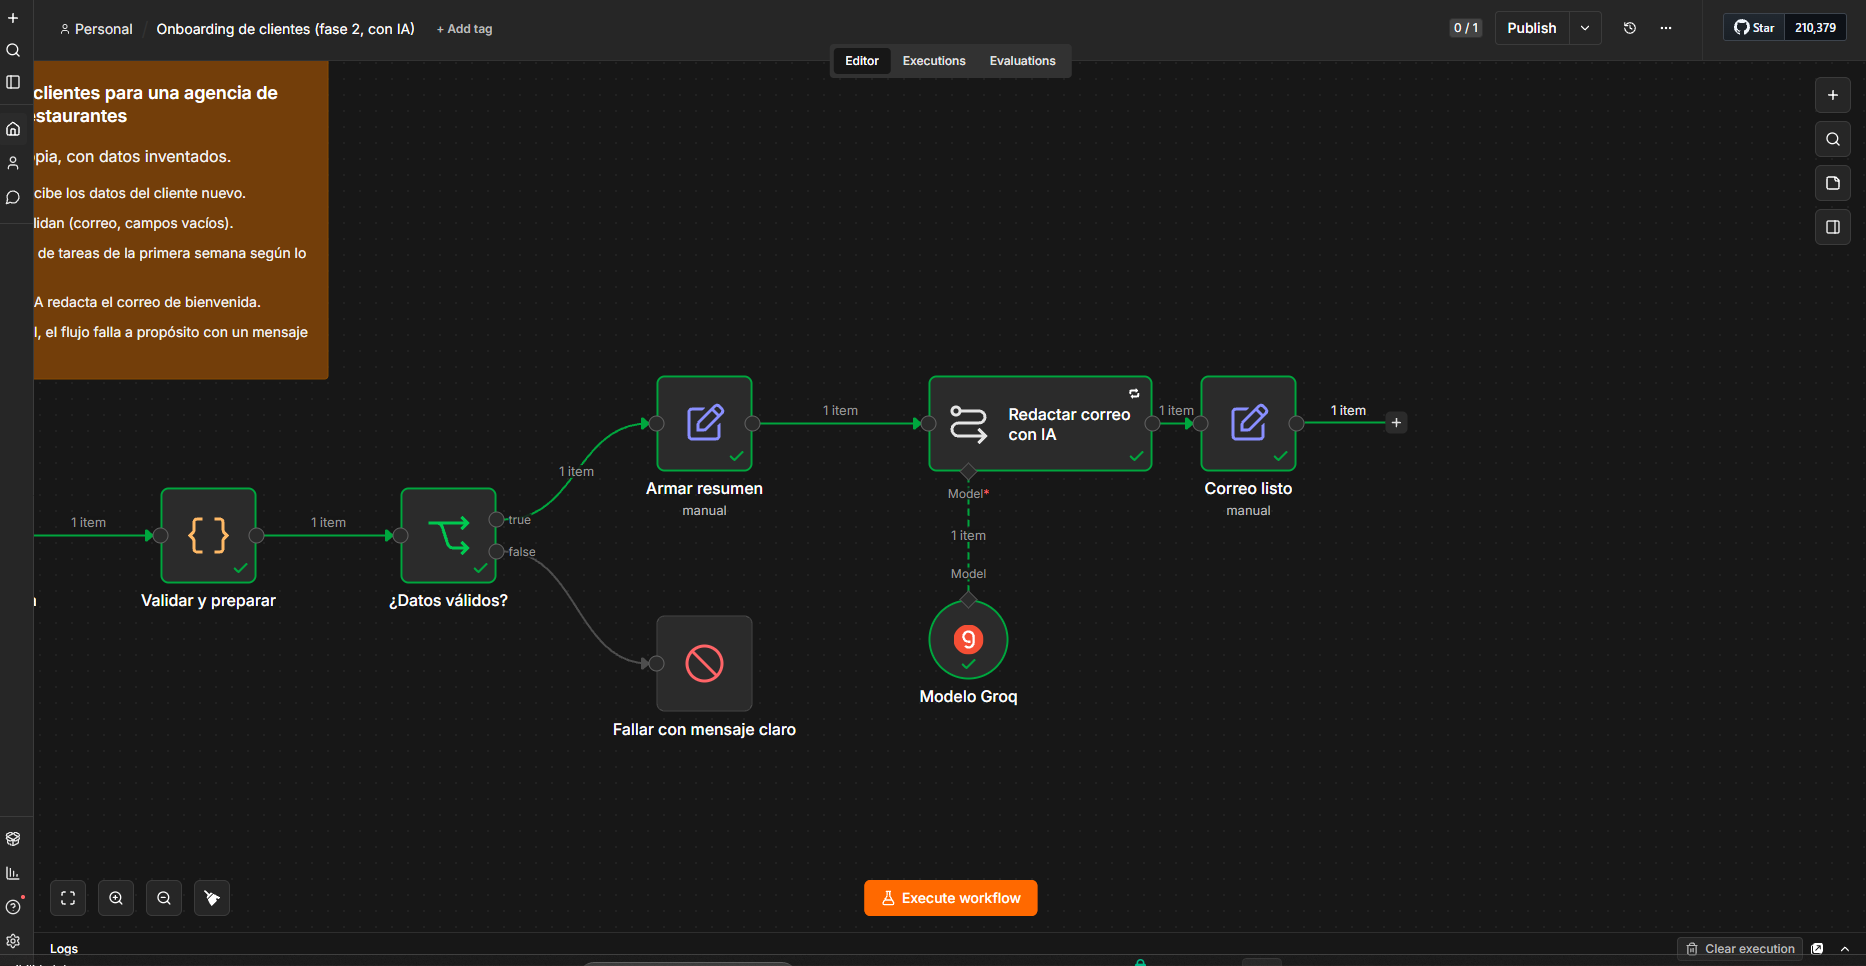 Personal
Onboarding de clientes (fase 2, con IA)
+ Add tag
0 / 1
Publish
Star
210,379
Editor
Executions
Evaluations
clientes para una agencia de
estaurantes
pia, con datos inventados.
cibe los datos del cliente nuevo.
lidan (correo, campos vacíos).
de tareas de la primera semana según lo
A redacta el correo de bienvenida.
l, el flujo falla a propósito con un mensaje
1 item
Validar y preparar
1 item
¿Datos válidos?
true
false
1 item
Armar resumen
manual
1 item
Redactar correo
con IA
1 item
Correo listo
manual
1 item
Model*
1 item
Model
Modelo Groq
Fallar con mensaje claro
Execute workflow
Logs
Clear execution